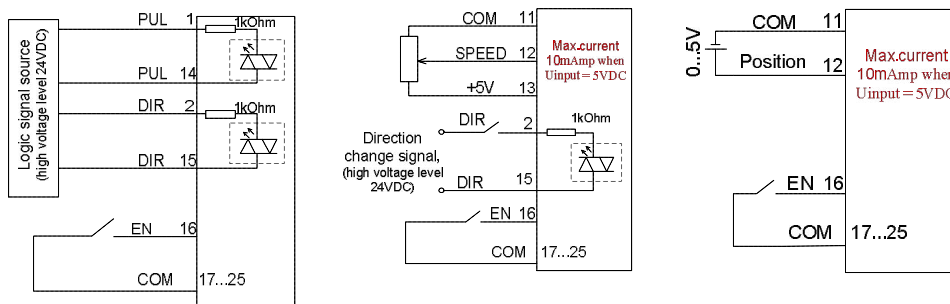 Logic signal source
(high voltage level 24VDC)
PUL 1
1kOhm
PUL 14
DIR 2
1kOhm
DIR 15
EN 16
COM 17...25
COM 11
SPEED 12
+5V 13
Max.current
10mAmp when
Uinput=5VDC
DIR 2
1kOhm
Direction
change signal,
(high voltage level
24VDC)
DIR 15
EN 16
COM 17...25
0...5V
COM 11
Position 12
Max.current
10mAmp when
Uinput=5VDC
EN 16
COM 17...25